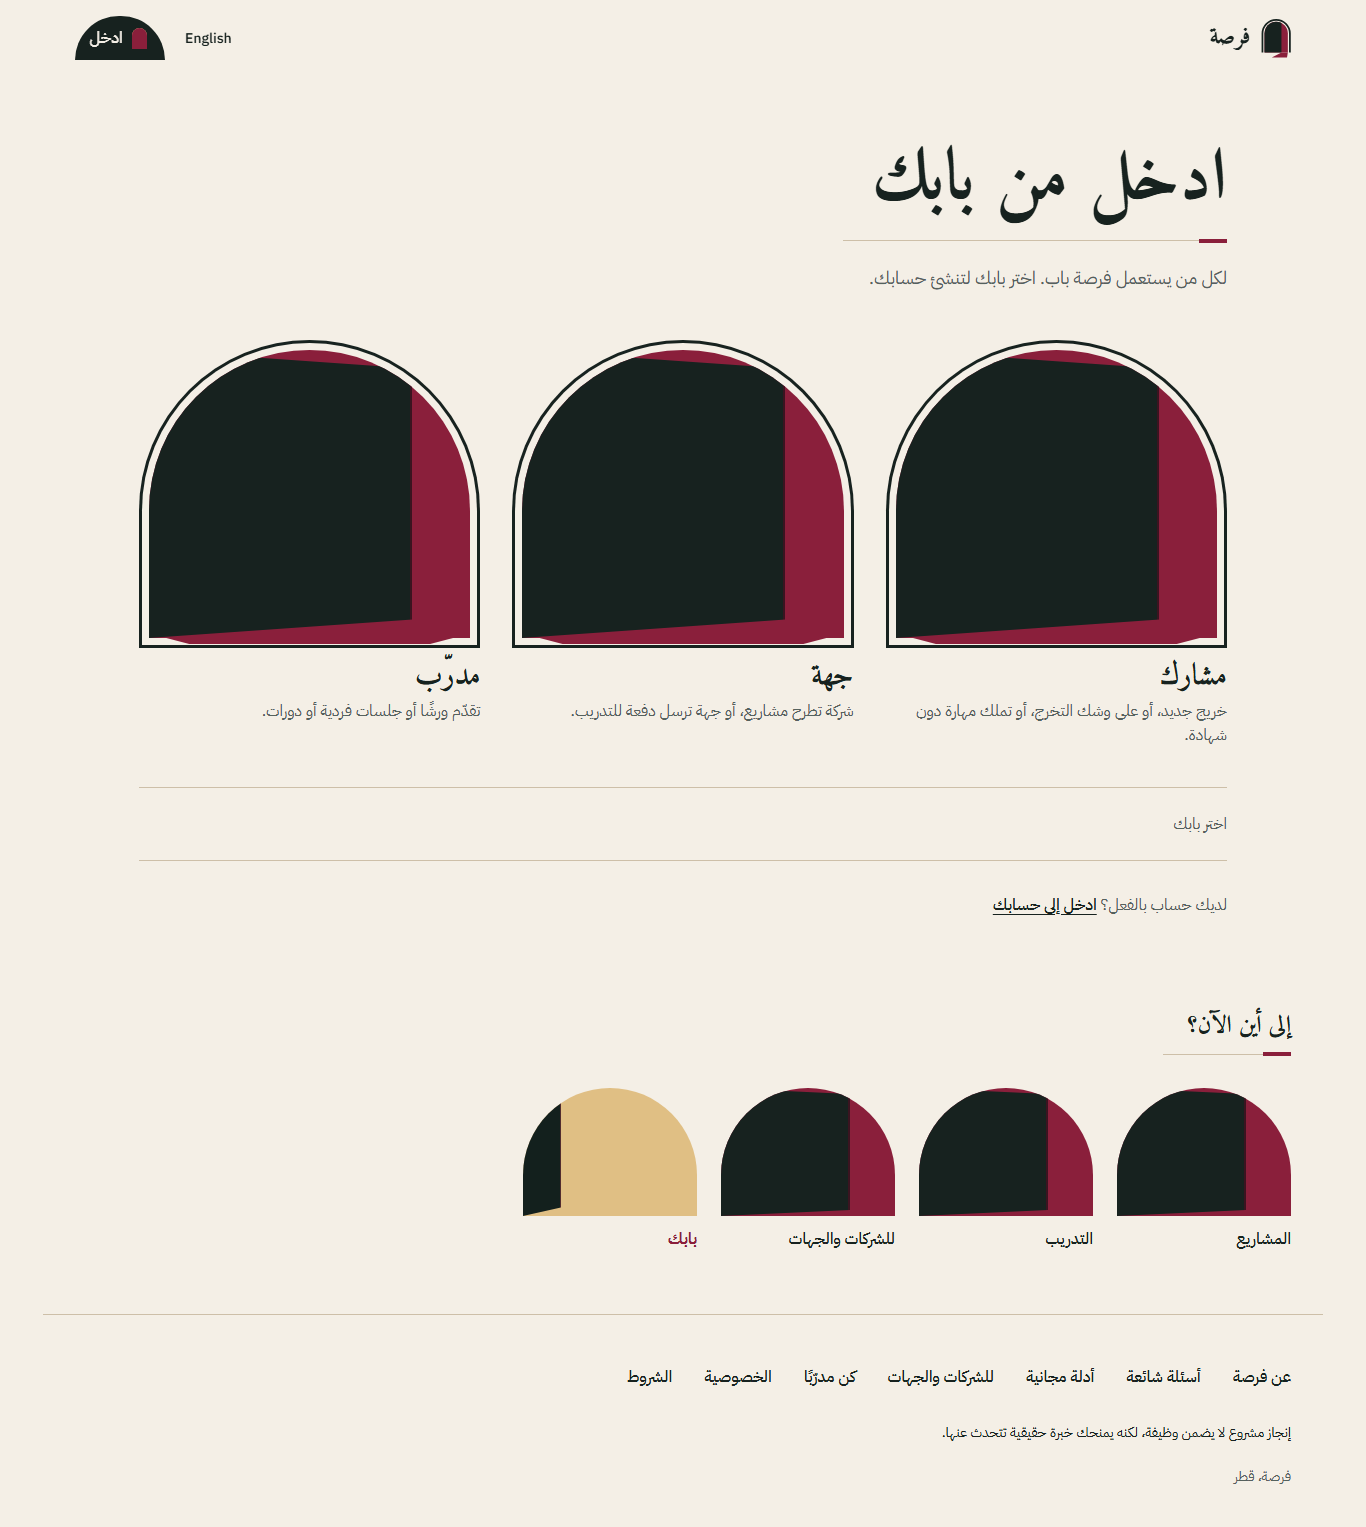 فرصة
English
ادخل
ادخل من بابك
لكل من يستعمل فرصة باب. اختر بابك لتنشئ حسابك.
مشارك
خريج جديد، أو على وشك التخرج، أو تملك مهارة دون
شهادة.
جهة
شركة تطرح مشاريع، أو جهة ترسل دفعة للتدريب.
مدرّب
تقدّم ورشًا أو جلسات فردية أو دورات.
اختر بابك
لديك حساب بالفعل؟ ادخل إلى حسابك
إلى أين الآن؟
المشاريع
التدريب
للشركات والجهات
بابك
عن فرصة أسئلة شائعة أدلة مجانية للشركات والجهات كن مدرّبًا الخصوصية الشروط
إنجاز مشروع لا يضمن وظيفة، لكنه يمنحك خبرة حقيقية تتحدث عنها.
فرصة، قطر